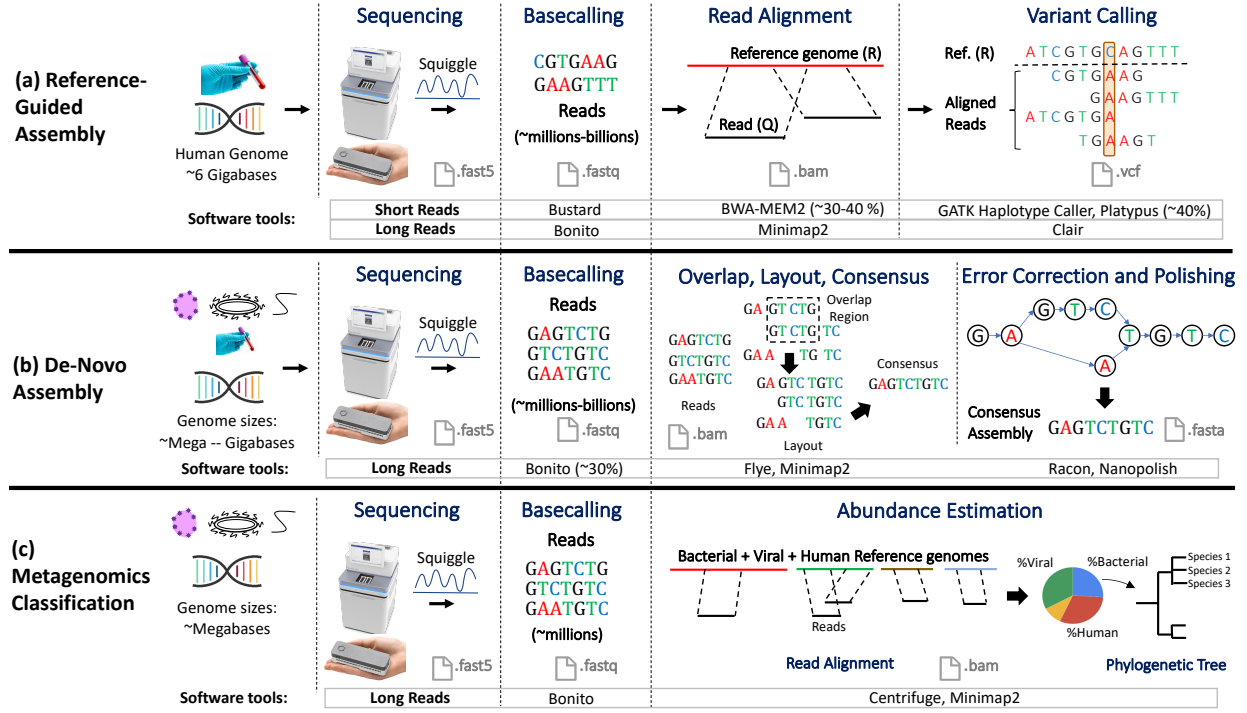 Sequencing
Basecalling
Read Alignment
Variant Calling
(a) Reference-
Guided
Assembly
Human Genome
~6 Gigabases
Squiggle
.fast5
CGTGAAG
GAAGTTT
Reads
(~millions-billions)
.fastq
Reference genome (R)
Read (Q)
.bam
Ref. (R)
ATCGTGCAGTTT
Aligned
Reads
CGTGAAG
GAAGTTT
ATCGTGA
TGAAGT
.vcf
Software tools:
Short Reads
Bustard
BWA-MEM2 (~30-40 %)
GATK Haplotype Caller, Platypus (~40%)
Long Reads
Bonito
Minimap2
Clair
Sequencing
Basecalling
Overlap, Layout, Consensus
Error Correction and Polishing
(b) De-Novo
Assembly
Genome sizes:
~Mega -- Gigabases
Squiggle
.fast5
Reads
GAGTCTG
GTCTGTC
GAATGTC
(~millions-billions)
.fastq
GAGTCTG
GTCTGTC
GAATGTC
Reads
.bam
GA GT CTG
GT CTG TC
Overlap
Region
GAA TG TC
GA GTC TGTC
GTC TGTC
GA A TGTC
Layout
Consensus
GAGTCTGTC
G A G T C T G T C
A
Consensus
Assembly
GAGTCTGTC
.fasta
Software tools:
Long Reads
Bonito (~30%)
Flye, Minimap2
Racon, Nanopolish
Sequencing
Basecalling
Abundance Estimation
(c)
Metagenomics
Classification
Genome sizes:
~Megabases
Squiggle
.fast5
Reads
GAGTCTG
GTCTGTC
GAATGTC
(~millions)
.fastq
Bacterial + Viral + Human Reference genomes
Reads
Read Alignment
.bam
%Viral
%Bacterial
%Human
Species 1
Species 2
Species 3
Phylogenetic Tree
Software tools:
Long Reads
Bonito
Centrifuge, Minimap2